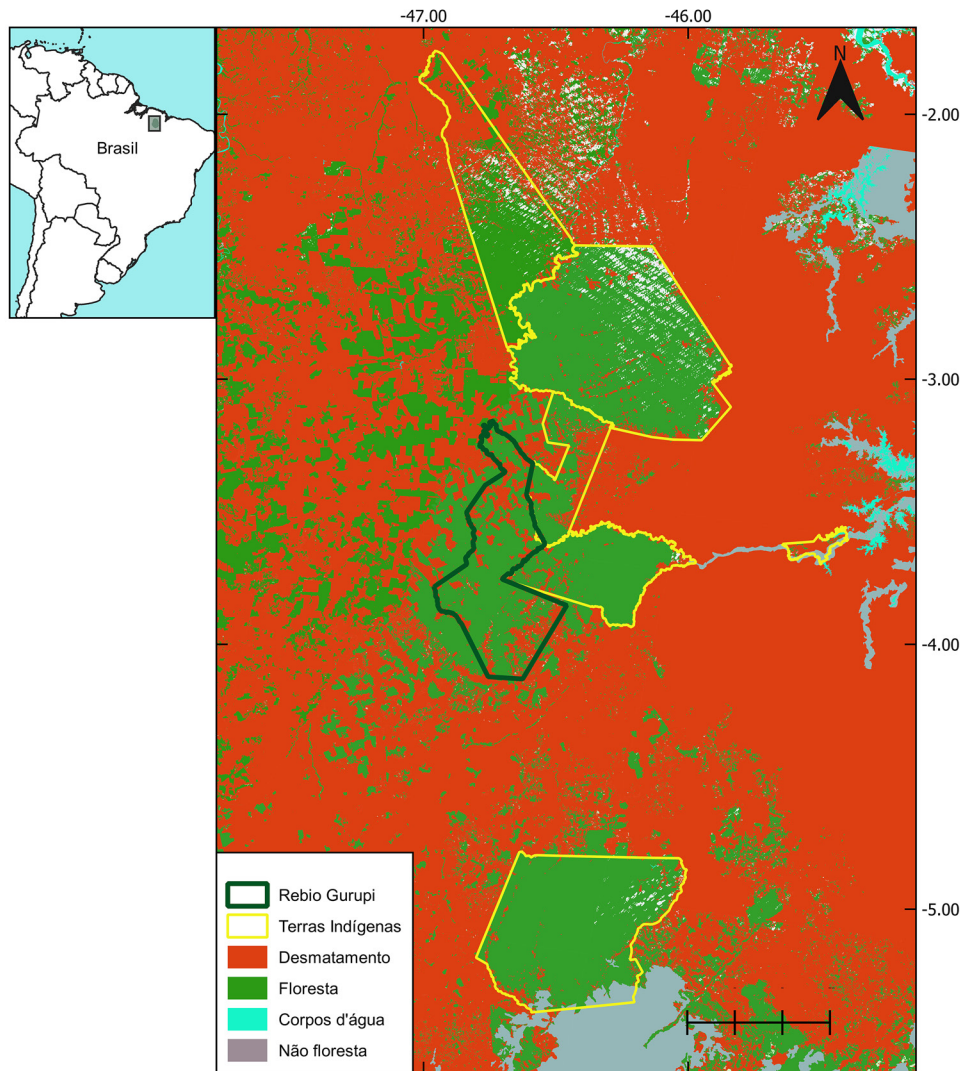 -47.00
-46.00
Brasil
N
-2.00
-3.00
-4.00
-5.00
Rebio Gurupi
Terras Indígenas
Desmatamento
Floresta
Corpos d'água
Não floresta